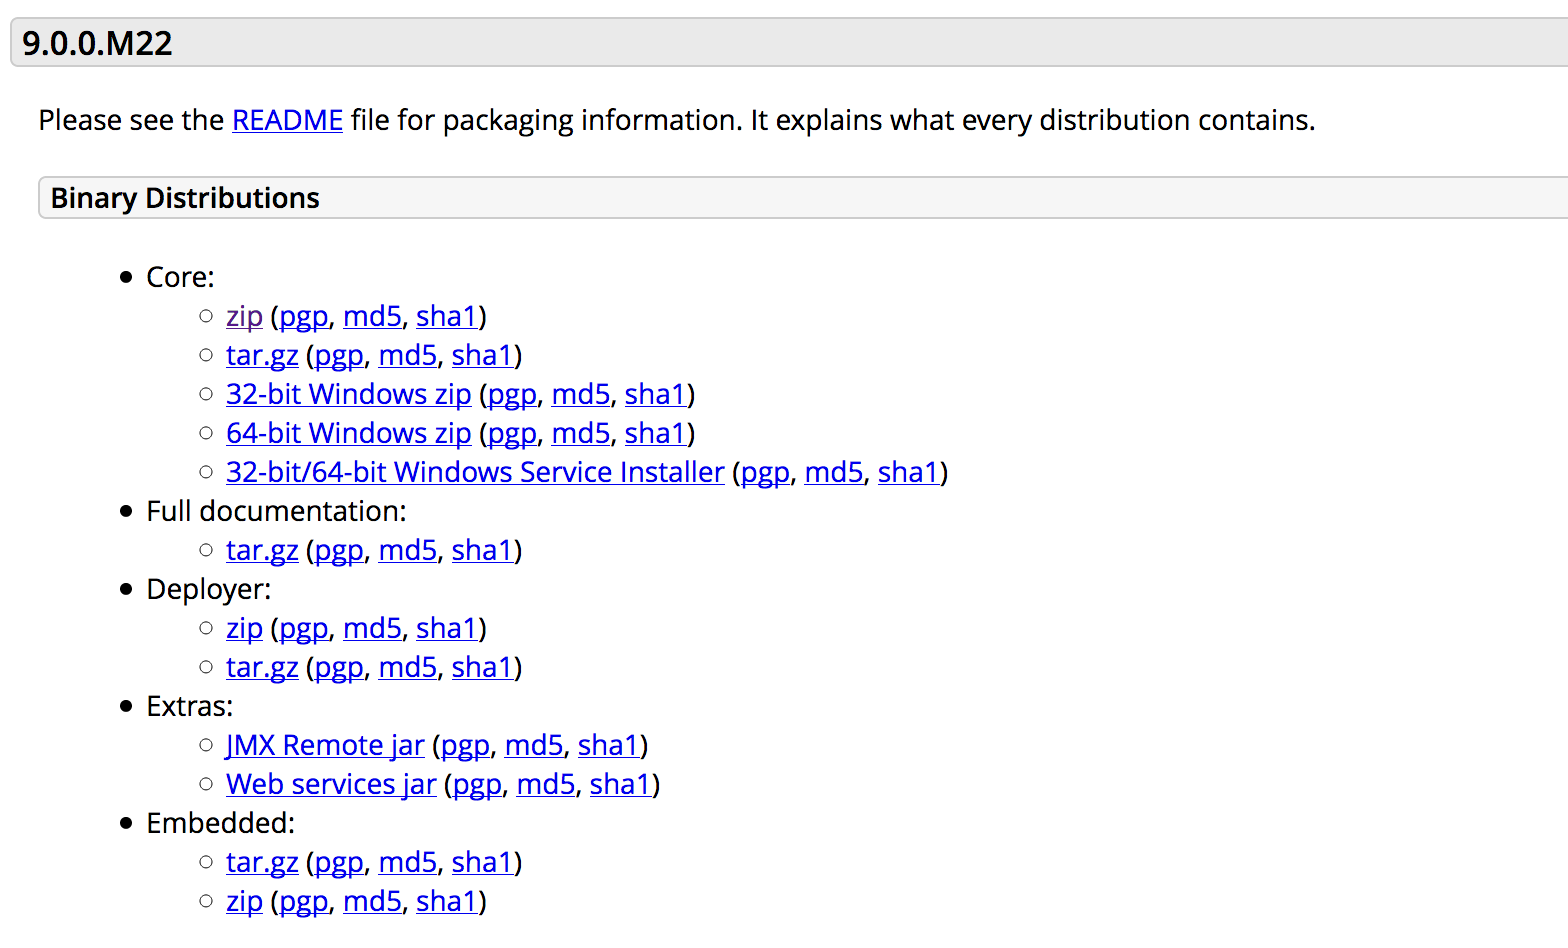 9.0.0.M22
Please see the README file for packaging information. It explains what every distribution contains.
Binary Distributions
Core:
zip (pgp, md5, sha1)
tar.gz (pgp, md5, sha1)
32-bit Windows zip (pgp, md5, sha1)
64-bit Windows zip (pgp, md5, sha1)
32-bit/64-bit Windows Service Installer (pgp, md5, sha1)
Full documentation:
tar.gz (pgp, md5, sha1)
Deployer:
zip (pgp, md5, sha1)
tar.gz (pgp, md5, sha1)
Extras:
JMX Remote jar (pgp, md5, sha1)
Web services jar (pgp, md5, sha1)
Embedded:
tar.gz (pgp, md5, sha1)
zip (pgp, md5, sha1)